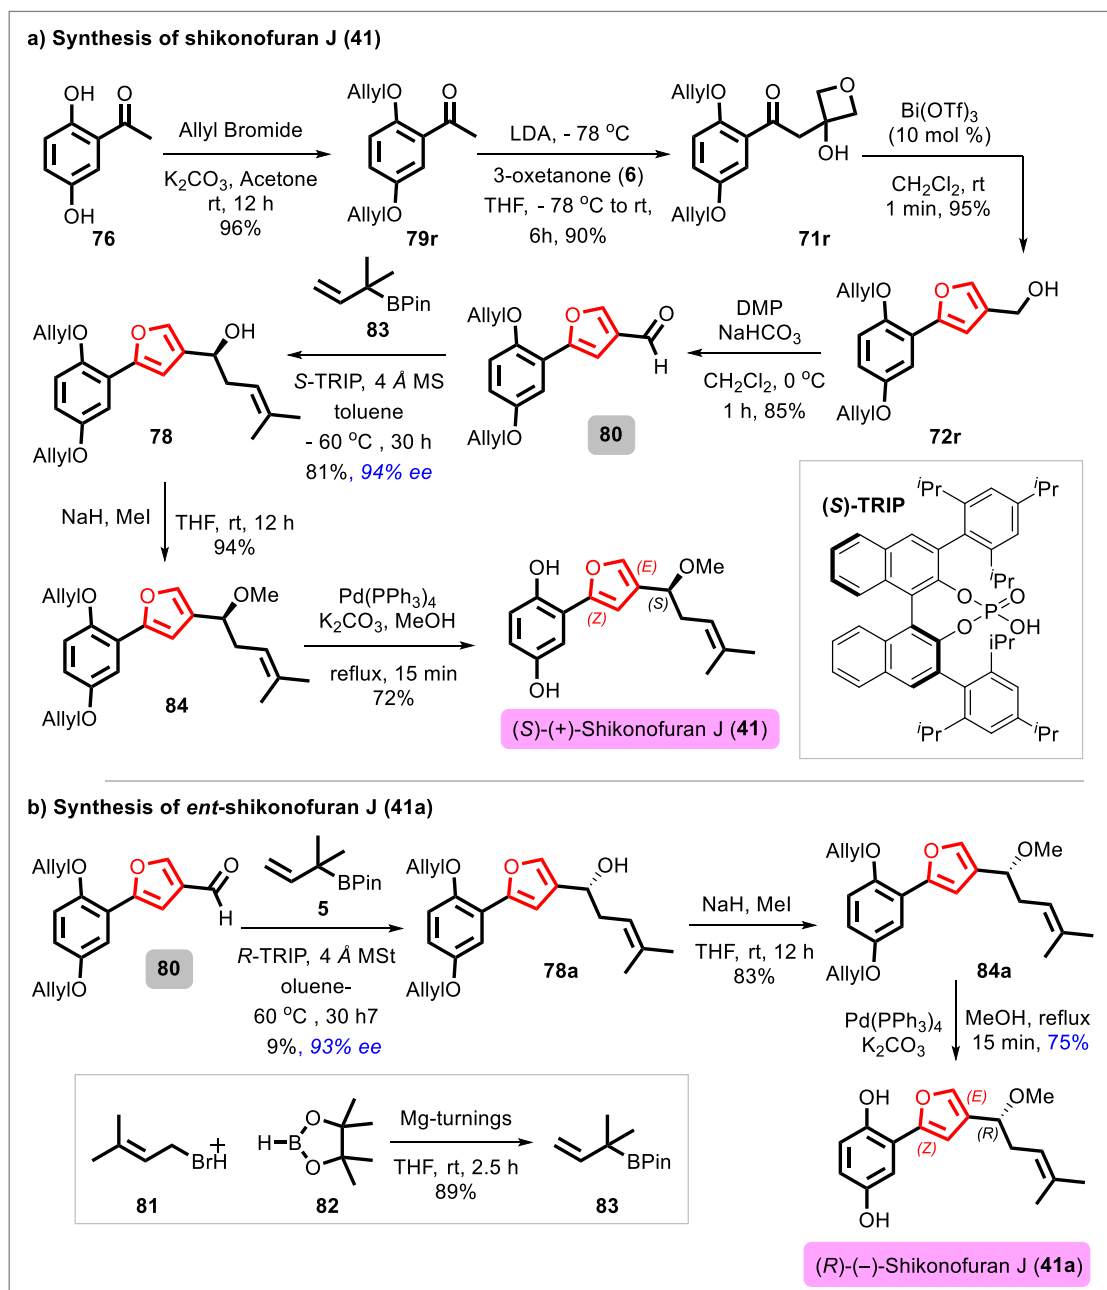 a) Synthesis of shikonofuran J (41)
OH
O
OH
76
Allyl Bromide
K2CO3, Acetone
rt, 12 h
96%
AllylO
O
AllylO
79r
LDA, - 78 °C
3-oxetanone (6)
THF, - 78 °C to rt,
6h, 90%
AllylO
O
O
OH
AllylO
71r
Bi(OTf)3
(10 mol %)
CH2Cl2, rt
1 min, 95%
AllylO
O
OH
AllylO
72r
DMP
NaHCO3
CH2Cl2, 0 °C
1 h, 85%
AllylO
O
O
H
AllylO
80
BPin
83
S-TRIP, 4 Å MS
toluene
- 60 °C , 30 h
81%, 94% ee
AllylO
O
OH
AllylO
78
NaH, MeI
THF, rt, 12 h
94%
AllylO
O
OMe
AllylO
84
Pd(PPh3)4
K2CO3, MeOH
reflux, 15 min
72%
OH
O
(E)
OMe
(S)
(Z)
OH
(S)-(+)-Shikonofuran J (41)
(S)-TRIP
iPr
iPr
iPr
O
O
P
O
OH
iPr
iPr
iPr
b) Synthesis of ent-shikonofuran J (41a)
AllylO
O
O
H
AllylO
80
BPin
5
R-TRIP, 4 Å MSt
oluene-
60 °C , 30 h7
9%, 93% ee
AllylO
O
OH
AllylO
78a
NaH, MeI
THF, rt, 12 h
83%
AllylO
O
OMe
AllylO
84a
Pd(PPh3)4
K2CO3
MeOH, reflux
15 min, 75%
OH
O
(E)
OMe
(R)
(Z)
OH
(R)-(–)-Shikonofuran J (41a)
BrH
+
81
H
B
O
O
82
Mg-turnings
THF, rt, 2.5 h
89%
BPin
83